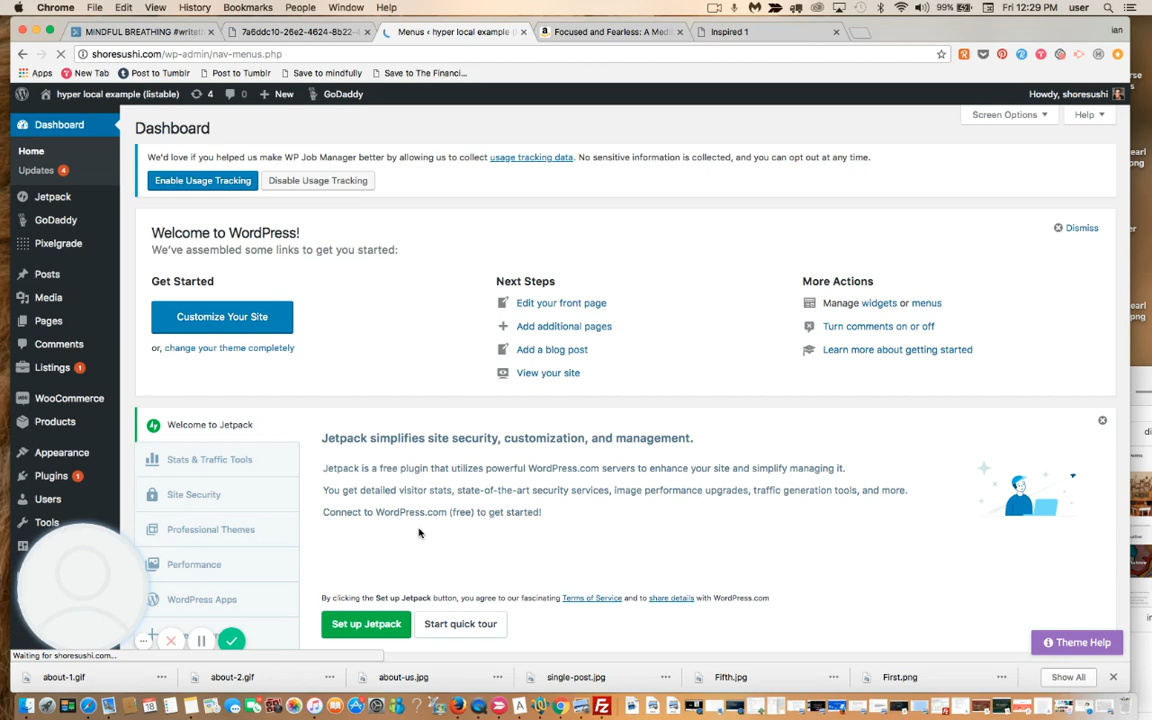 Chrome File Edit View History Bookmarks People Window Help 99% Fri 12:29 PM user
MINDFUL BREATHING #writet 7a6ddc10-26e2-4624-8b22- Menus ‹ hyper local example ( Focused and Fearless: A Medi Inspired 1 Ian
shoresushi.com/wp-admin/nav-menus.php
Apps New Tab Post to Tumblr Post to Tumblr Save to mindfully Save to The Financi...
hyper local example (listable) 4 0 New GoDaddy Howdy, shoresushi
Dashboard
Home
Updates 4
Jetpack
GoDaddy
Pixelgrade
Posts
Media
Pages
Comments
Listings 1
WooCommerce
Products
Appearance
Plugins 1
Users
Tools
Screen Options Help
Dashboard
We'd love if you helped us make WP Job Manager better by allowing us to collect usage tracking data. No sensitive information is collected, and you can opt out at any time.
Enable Usage Tracking Disable Usage Tracking
Welcome to WordPress! Dismiss
We've assembled some links to get you started:
Get Started
Customize Your Site
or, change your theme completely
Next Steps
Edit your front page
Add additional pages
Add a blog post
View your site
More Actions
Manage widgets or menus
Turn comments on or off
Learn more about getting started
Welcome to Jetpack
Stats & Traffic Tools
Site Security
Professional Themes
Performance
WordPress Apps
Jetpack simplifies site security, customization, and management.
Jetpack is a free plugin that utilizes powerful WordPress.com servers to enhance your site and simplify managing it.
You get detailed visitor stats, state-of-the-art security services, image performance upgrades, traffic generation tools, and more.
Connect to WordPress.com (free) to get started!
By clicking the Set up Jetpack button, you agree to our fascinating Terms of Service and to share details with WordPress.com
Set up Jetpack Start quick tour
Theme Help
Waiting for shoresushi.com...
about-1.gif about-2.gif about-us.jpg single-post.jpg Fifth.jpg First.png Show All